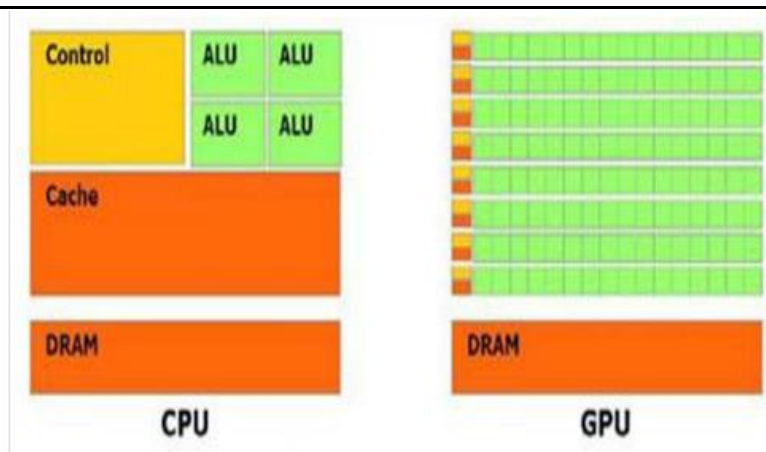 Control
ALU ALU
ALU ALU
Cache
DRAM
CPU
DRAM
GPU